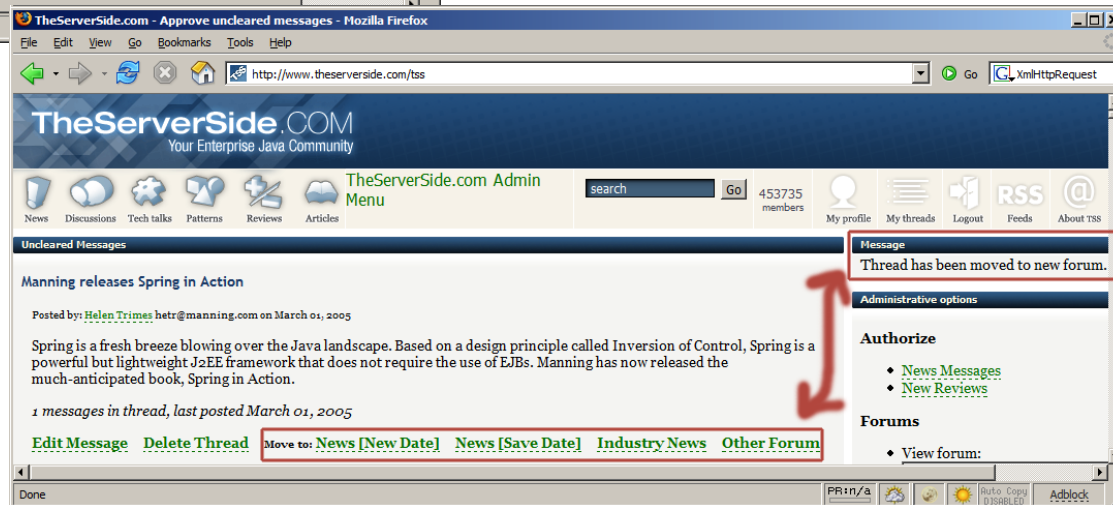 TheServerSide.com - Approve uncleared messages - Mozilla Firefox
File Edit View Go Bookmarks Tools Help
http://www.theserverside.com/tss Go G XmlHttpRequest
TheServerSide.COM
Your Enterprise Java Community
TheServerSide.com Admin
Menu
search Go 453735
members
News Discussions Tech talks Patterns Reviews Articles My profile My threads Logout RSS Feeds @ About TSS
Uncleared Messages
Manning releases Spring in Action
Posted by: Helen Trimes hetr@manning.com on March 01, 2005
Spring is a fresh breeze blowing over the Java landscape. Based on a design principle called Inversion of Control, Spring is a
powerful but lightweight J2EE framework that does not require the use of EJBs. Manning has now released the
much-anticipated book, Spring in Action.
1 messages in thread, last posted March 01, 2005
Edit Message Delete Thread Move to: News [New Date] News [Save Date] Industry News Other Forum
Message
Thread has been moved to new forum.
Administrative options
Authorize
News Messages
New Reviews
Forums
View forum:
Done PR:n/a Auto Copy DISABLED Adblock